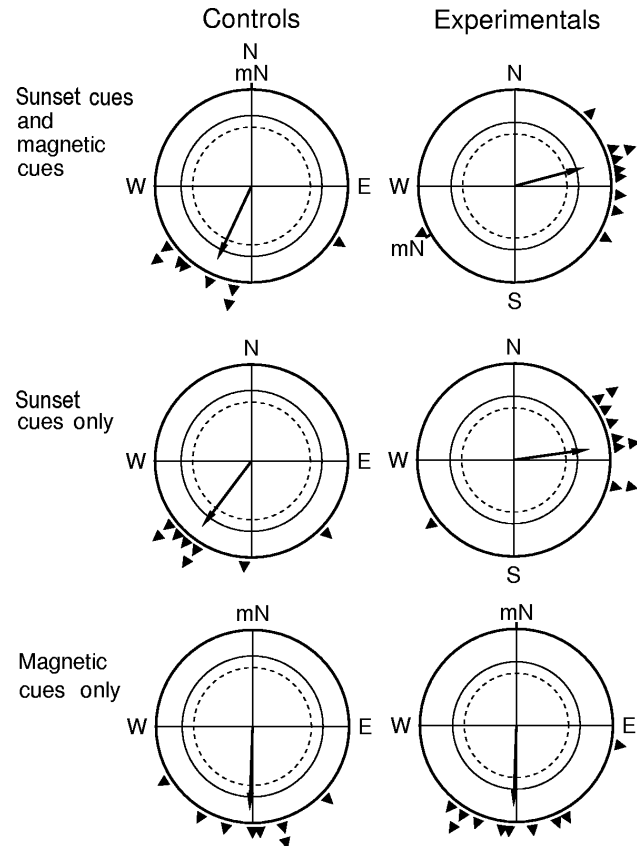 Controls
Experimentals
Sunset cues
and
magnetic
cues
N
mN
W
E
N
W
mN
S
Sunset
cues only
N
W
E
N
W
S
Magnetic
cues only
mN
W
E
mN
W
E